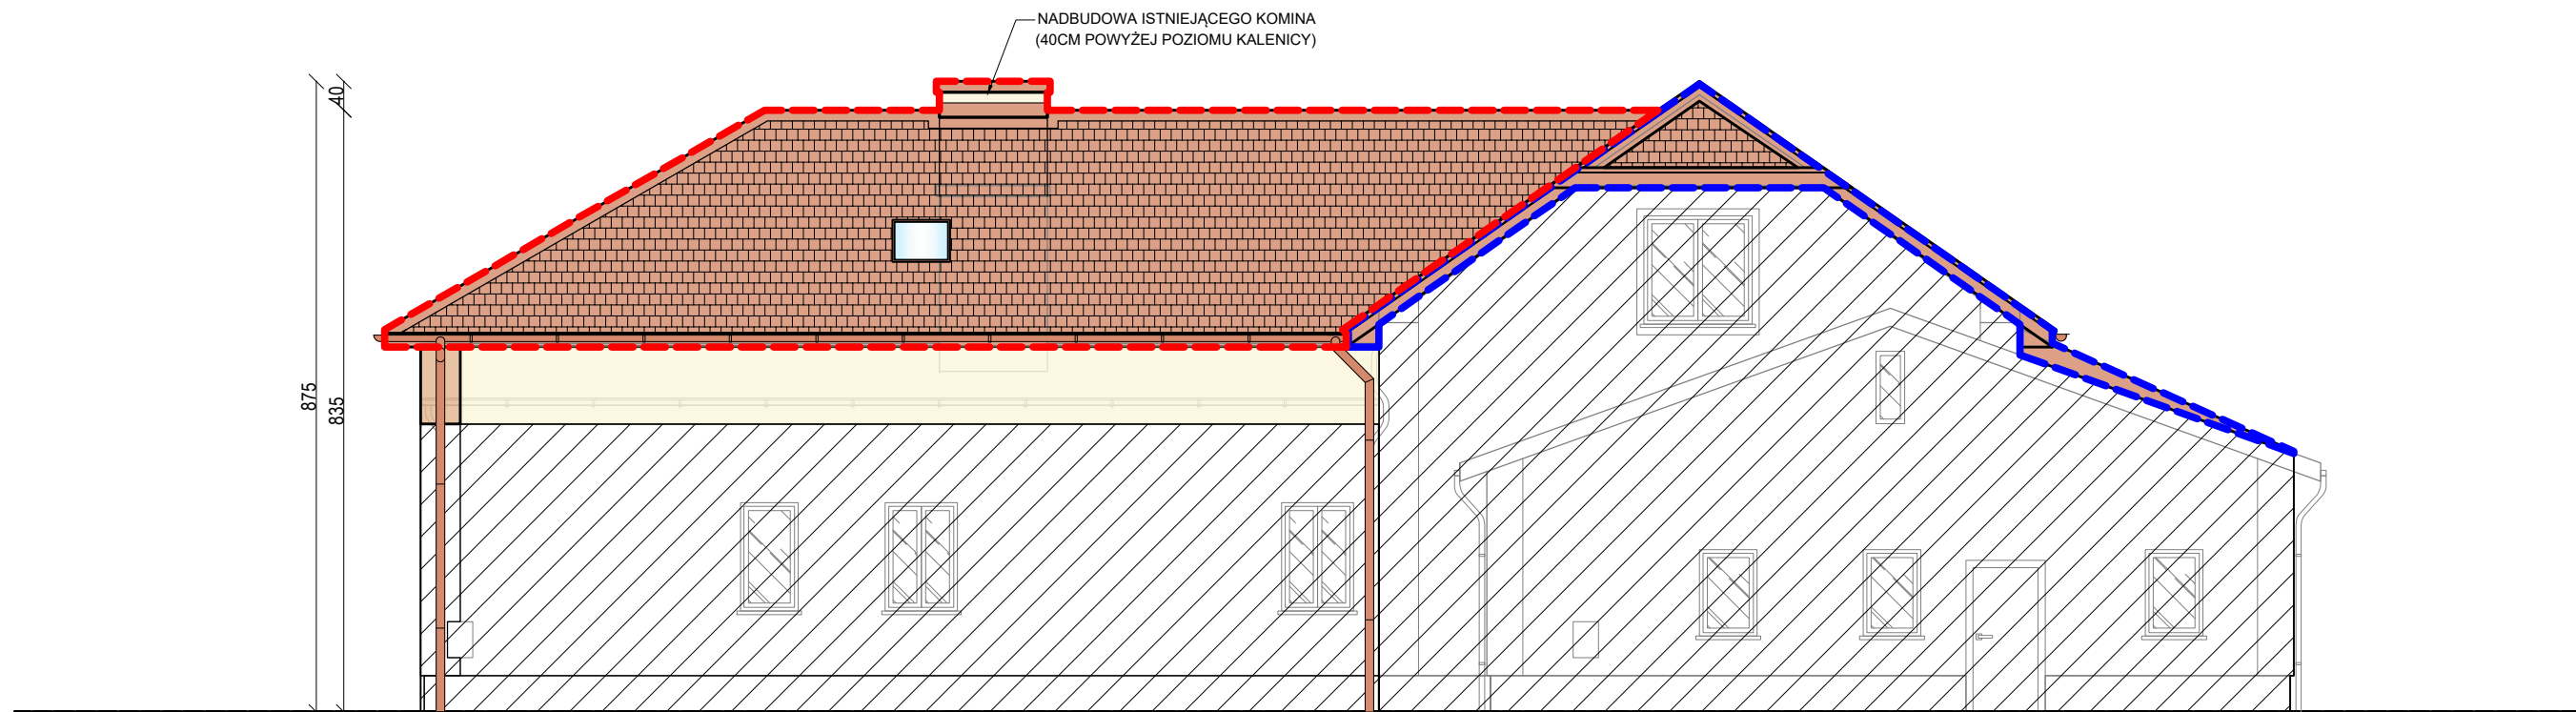 NADBUDOWA ISTNIEJĄCEGO KOMINA
(40CM POWYŻEJ POZIOMU KALENICY)
40
875
835